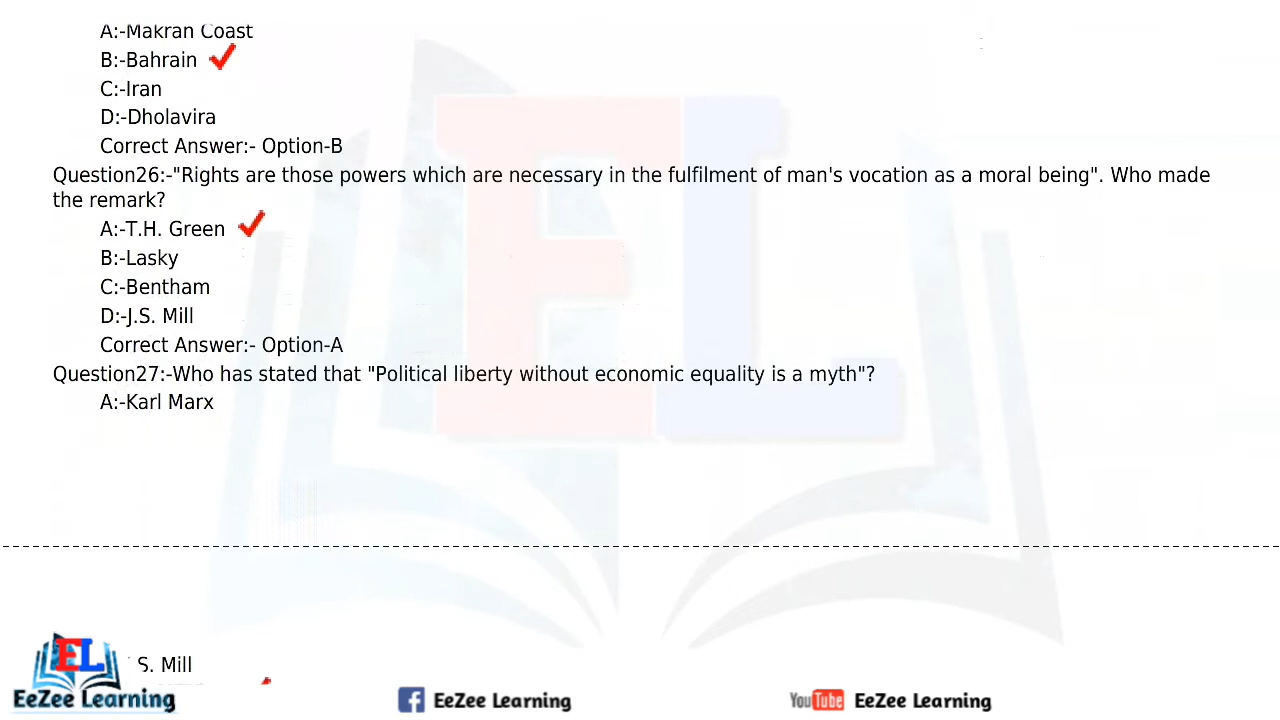 A:-Makran Coast
B:-Bahrain
C:-Iran
D:-Dholavira
Correct Answer:- Option-B
Question26:-"Rights are those powers which are necessary in the fulfilment of man's vocation as a moral being". Who made
the remark?
A:-T.H. Green
B:-Lasky
C:-Bentham
D:-J.S. Mill
Correct Answer:- Option-A
Question27:-Who has stated that "Political liberty without economic equality is a myth"?
A:-Karl Marx
S. Mill
EL
EeZee Learning
EeZee Learning
YouTube EeZee Learning
EL